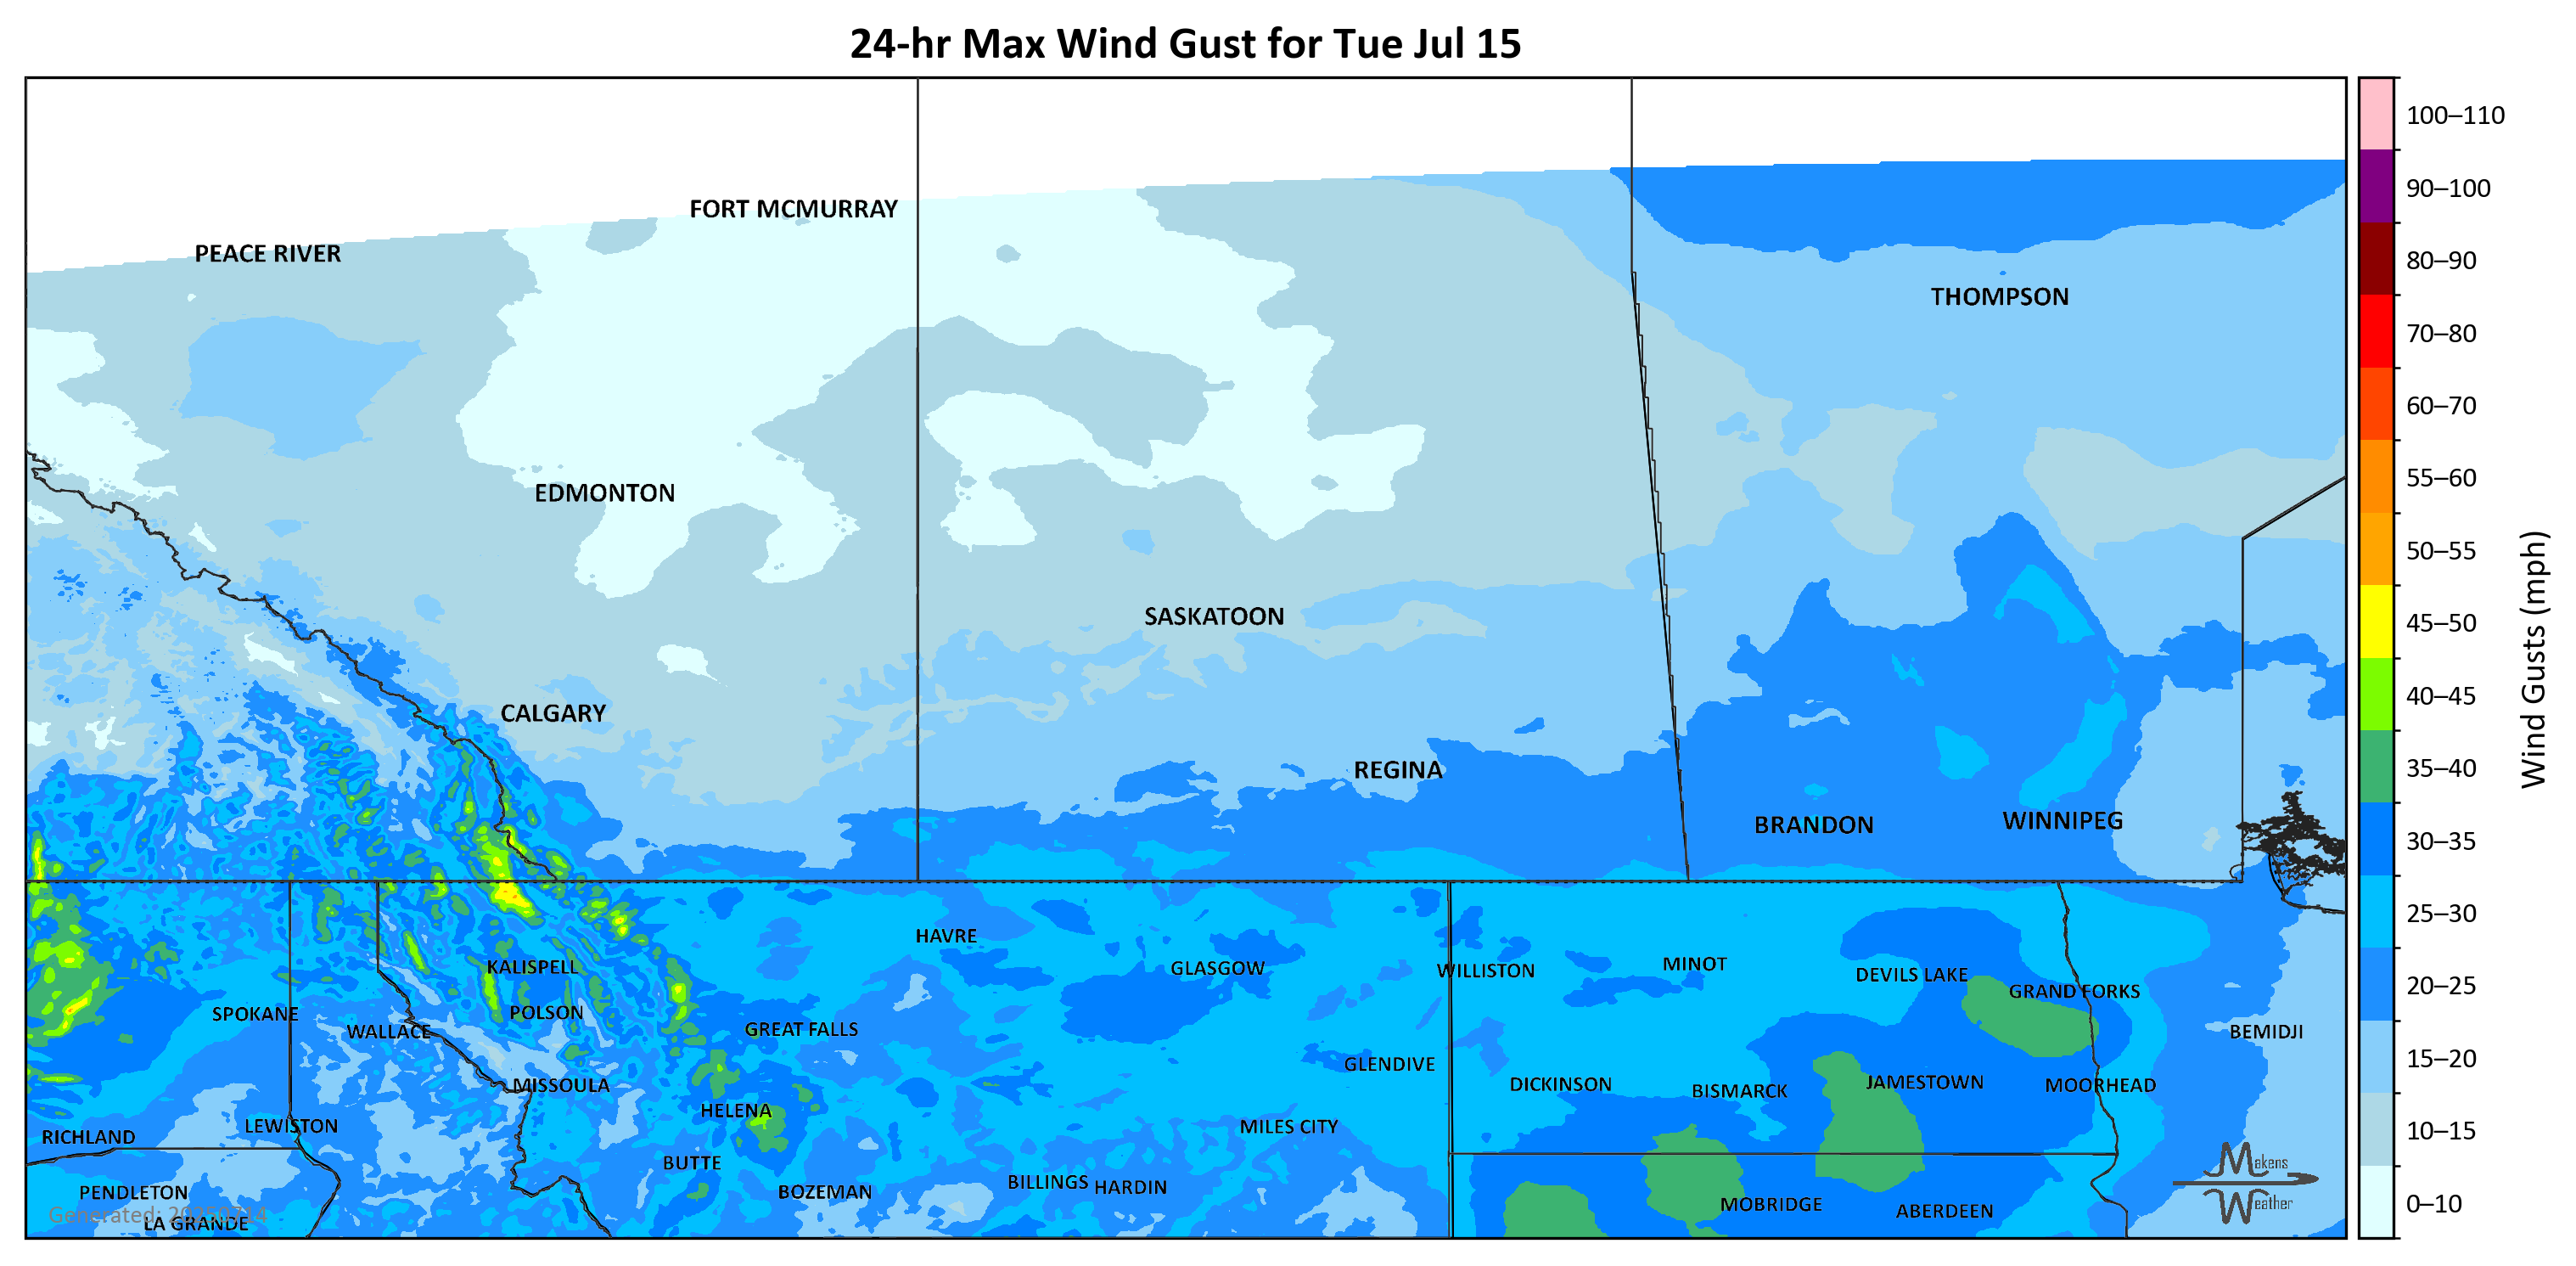 24-hr Max Wind Gust for Tue Jul 15
100–110
90–100
80–90
70–80
60–70
55–60
50–55
45–50
40–45
35–40
30–35
25–30
20–25
15–20
10–15
0–10
Wind Gusts (mph)
FORT MCMURRAY
PEACE RIVER
THOMPSON
EDMONTON
SASKATOON
CALGARY
REGINA
BRANDON
WINNIPEG
HAVRE
KALISPELL
GLASGOW
WILLISTON
MINOT
DEVILS LAKE
GRAND FORKS
SPOKANE
POLSON
WALLACE
GREAT FALLS
BEMIDJI
GLENDIVE
MISSOULA
DICKINSON
BISMARCK
JAMESTOWN
MOORHEAD
HELENA
LEWISTON
MILES CITY
RICHLAND
BUTTE
PENDLETON
BOZEMAN
BILLINGS
HARDIN
MOBRIDGE
ABERDEEN
LA GRANDE
Generated: 20250714
Makens
Weather